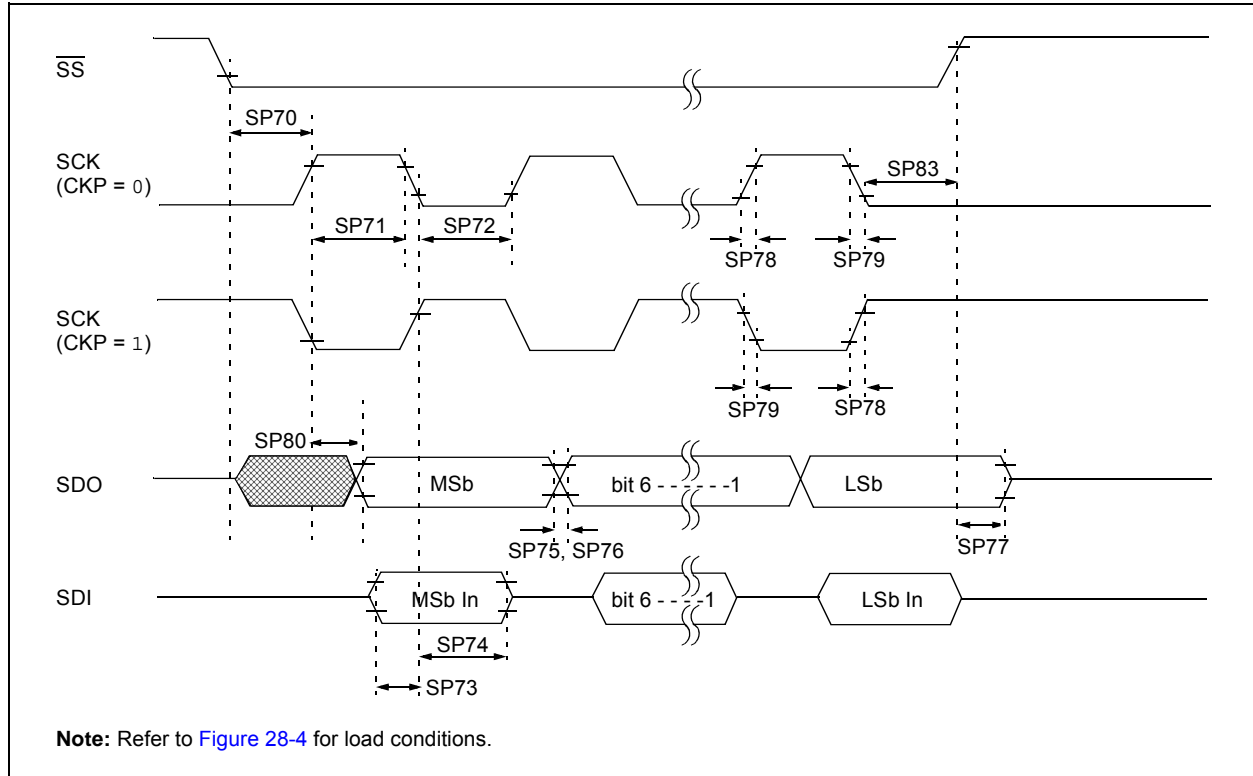 SS
SP70
SCK
(CKP = 0)
SP83
SP71
SP72
SP78
SP79
SCK
(CKP = 1)
SP79
SP78
SP80
SDO
MSb
bit 6 - - - - - - -1
LSb
SP75, SP76
SP77
SDI
MSb In
bit 6 - - - - -1
LSb In
SP74
SP73
Note: Refer to Figure 28-4 for load conditions.